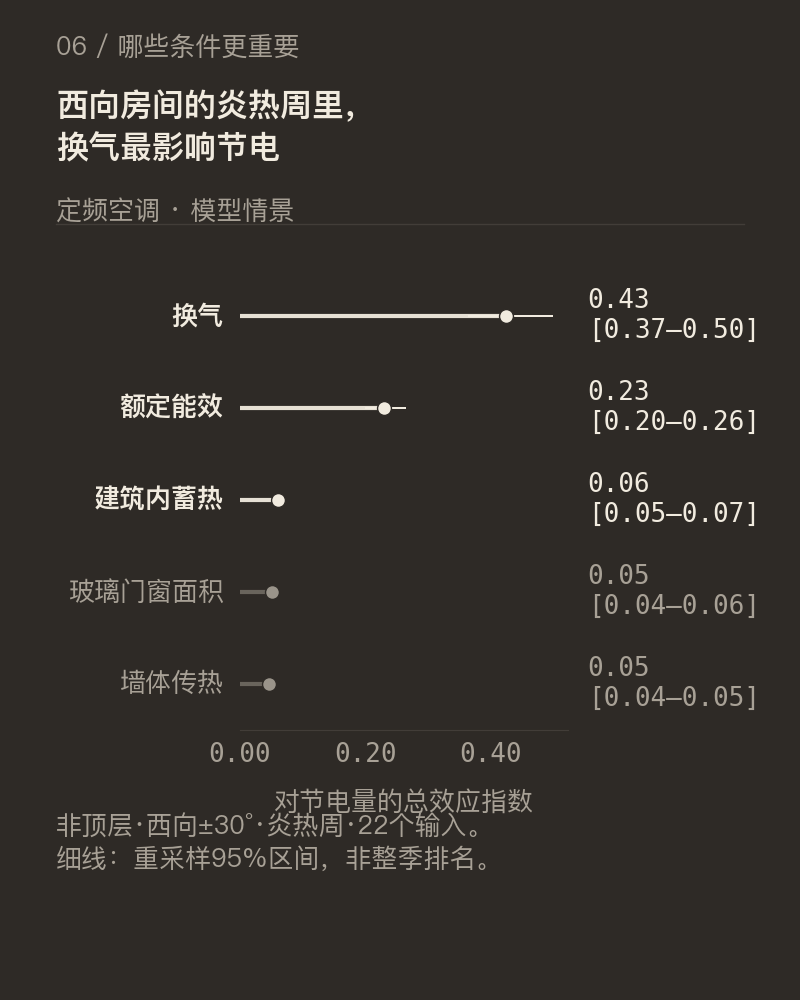 06 / 哪些条件更重要
西向房间的炎热周里，
换气最影响节电
定频空调 · 模型情景
换气
0.43
[0.37–0.50]
额定能效
0.23
[0.20–0.26]
建筑内蓄热
0.06
[0.05–0.07]
玻璃门窗面积
0.05
[0.04–0.06]
墙体传热
0.05
[0.04–0.05]
0.00 0.20 0.40
对节电量的总效应指数
非顶层·西向±30°·炎热周·22个输入。
细线：重采样95%区间，非整季排名。